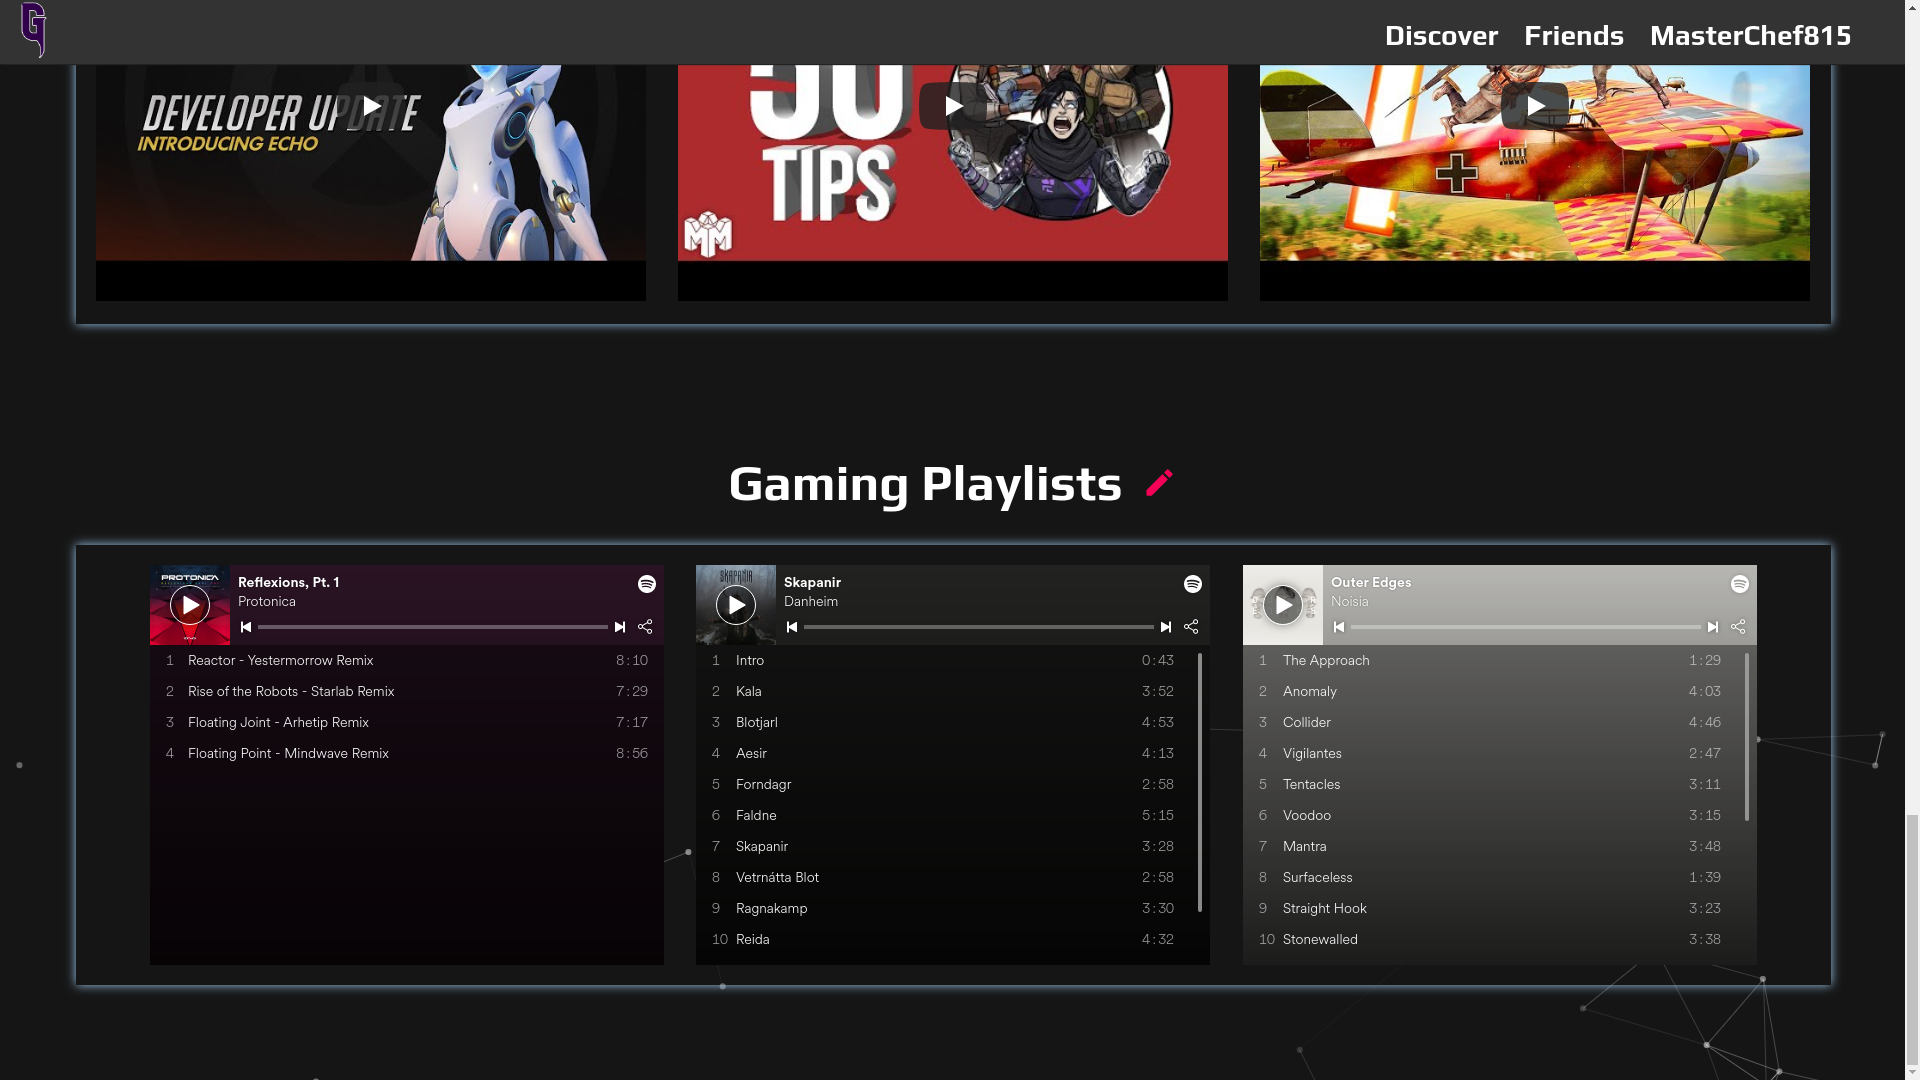 G
Discover Friends MasterChef815
DEVELOPER UPDATE
INTRODUCING ECHO
50
TIPS
MM
Gaming Playlists
PROTONICA
Reflexions, Pt. 1
Protonica
1 Reactor - Yestermorrow Remix 8:10
2 Rise of the Robots - Starlab Remix 7:29
3 Floating Joint - Arhetip Remix 7:17
4 Floating Point - Mindwave Remix 8:56
SKAPANIR
Skapanir
Danheim
1 Intro 0:43
2 Kala 3:52
3 Blotjarl 4:53
4 Aesir 4:13
5 Forndagr 2:58
6 Faldne 5:15
7 Skapanir 3:28
8 Vetrnátta Blot 2:58
9 Ragnakamp 3:30
10 Reida 4:32
Outer Edges
Noisia
1 The Approach 1:29
2 Anomaly 4:03
3 Collider 4:46
4 Vigilantes 2:47
5 Tentacles 3:11
6 Voodoo 3:15
7 Mantra 3:48
8 Surfaceless 1:39
9 Straight Hook 3:23
10 Stonewalled 3:38